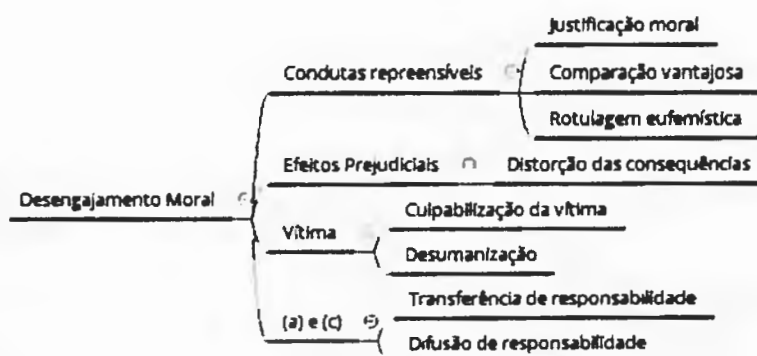 Justificação moral
Condutas repreensíveis
Comparação vantajosa
Rotulagem eufemística
Efeitos Prejudiciais
Distorção das consequências
Desengajamento Moral
Culpabilização da vítima
Vítima
Desumanização
Transferência de responsabilidade
(a) e (c)
Difusão de responsabilidade